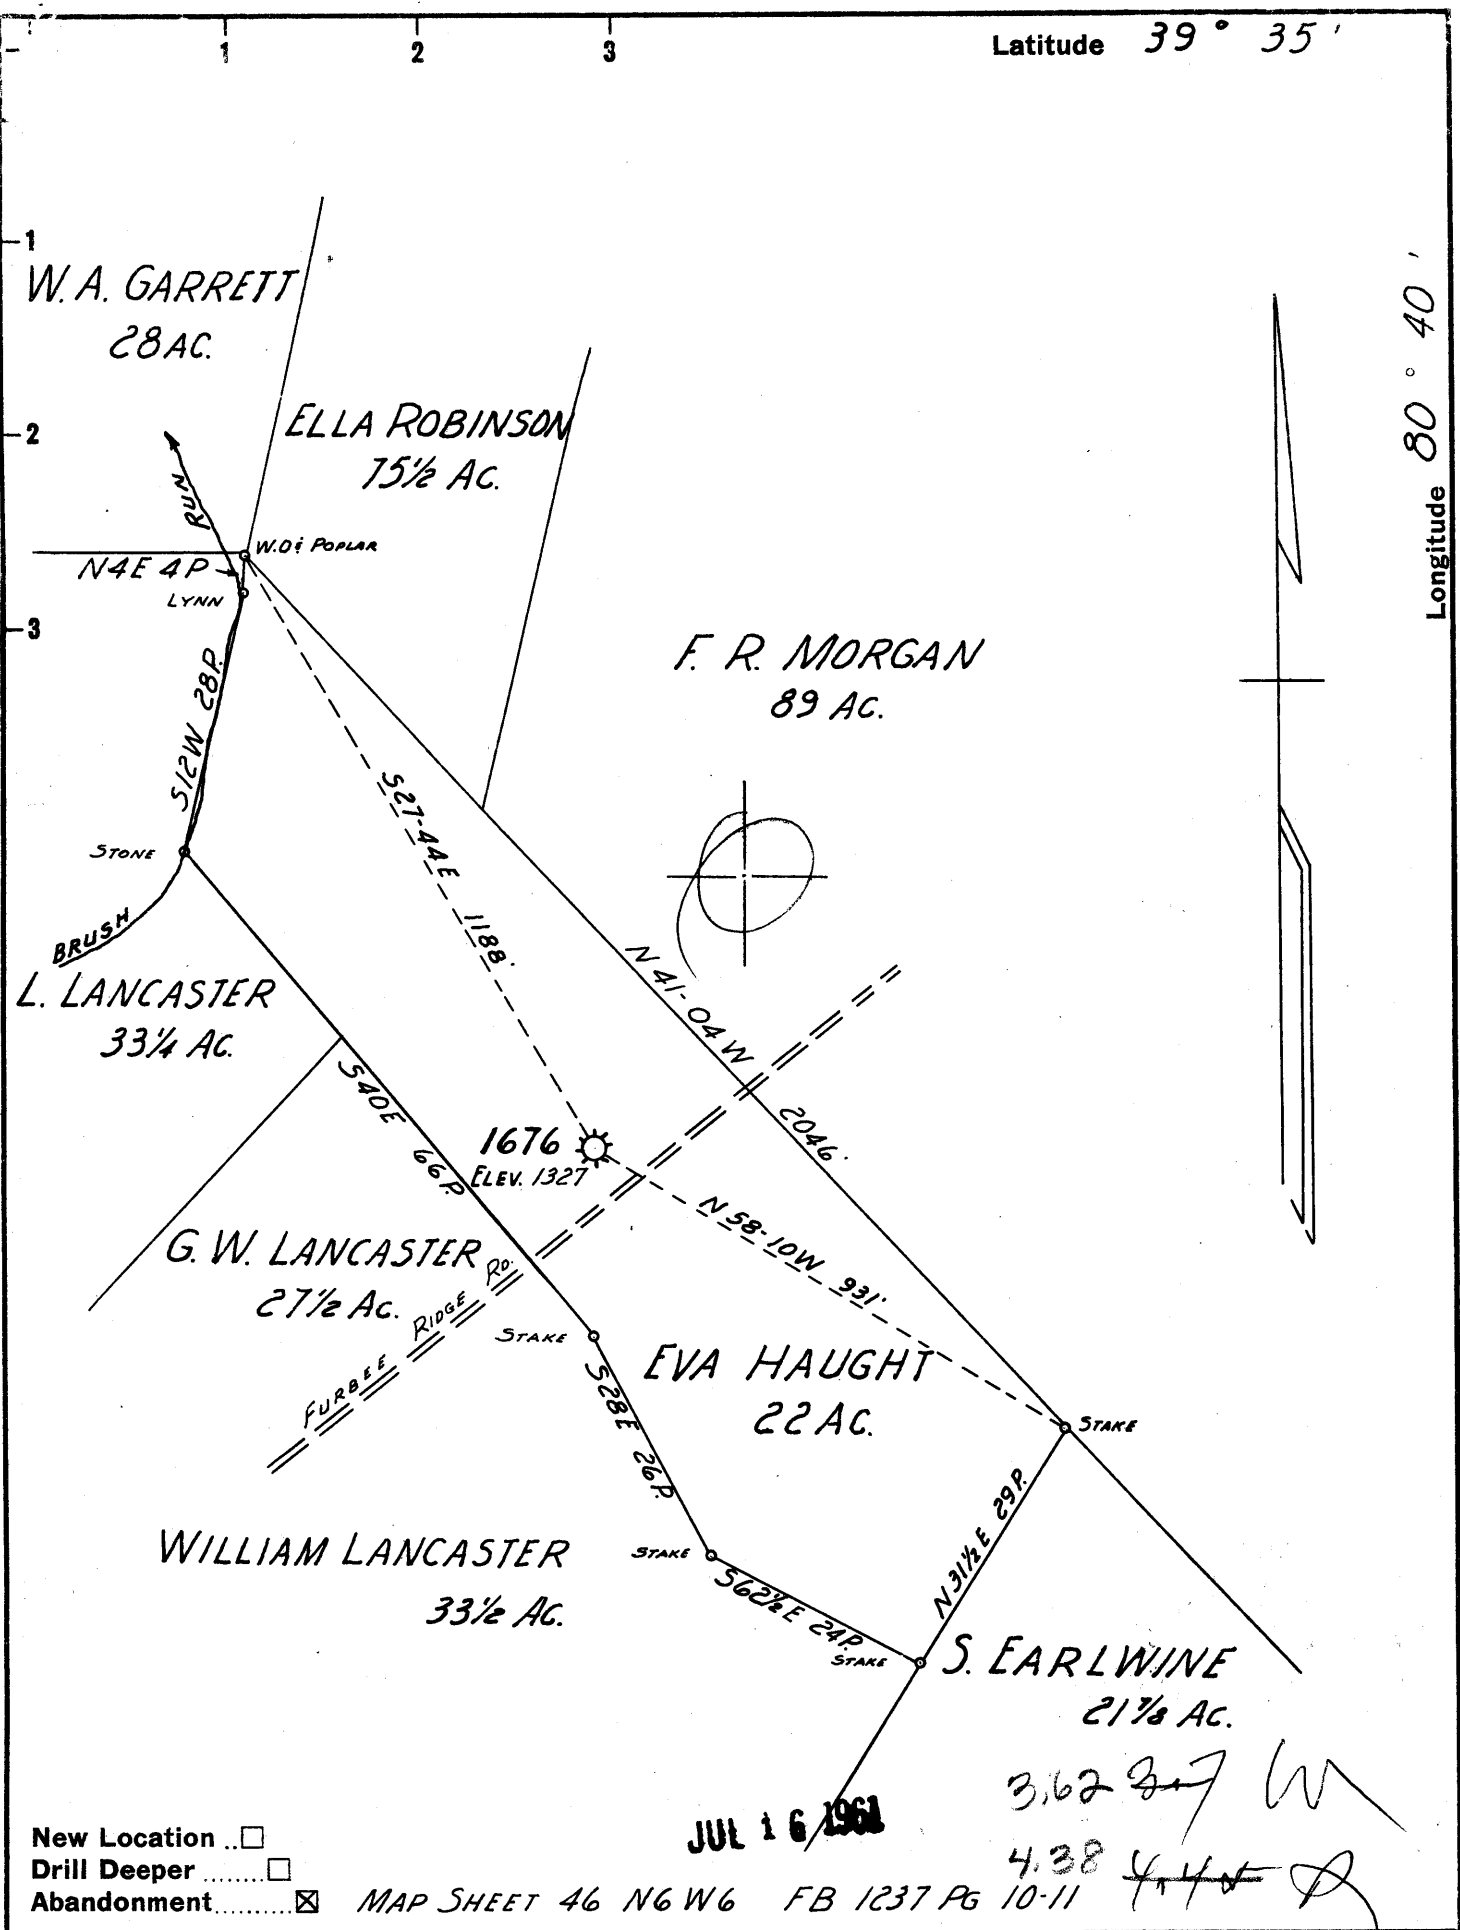 1 2 3
Latitude 39° 35'
1
W.A. GARRETT
28 AC.
Longitude 80° 40'
2
ELLA ROBINSON
75½ AC.
RUN
W.O & POPLAR
N4E 4P
LYNN
3
F. R. MORGAN
89 AC.
S12W 28P.
S27-44E 1188'
STONE
BRUSH
N 41-04 W 2046'
L. LANCASTER
33¼ AC.
S40E 66P.
1676
ELEV. 1327
N 58-10W 931'
G. W. LANCASTER
27½ AC.
FURBEE RIDGE RD.
STAKE
EVA HAUGHT
22 AC.
S28E 26P.
STAKE
N31½E 29P.
WILLIAM LANCASTER
33½ AC.
STAKE
S62½E 24P.
STAKE
S. EARLWINE
21⅞ AC.
3.62
JUL 16
New Location ..☐
4.38
Drill Deeper ........☐
Abandonment..........☒ MAP SHEET 46 N6 W6 FB 1237 PG 10-11